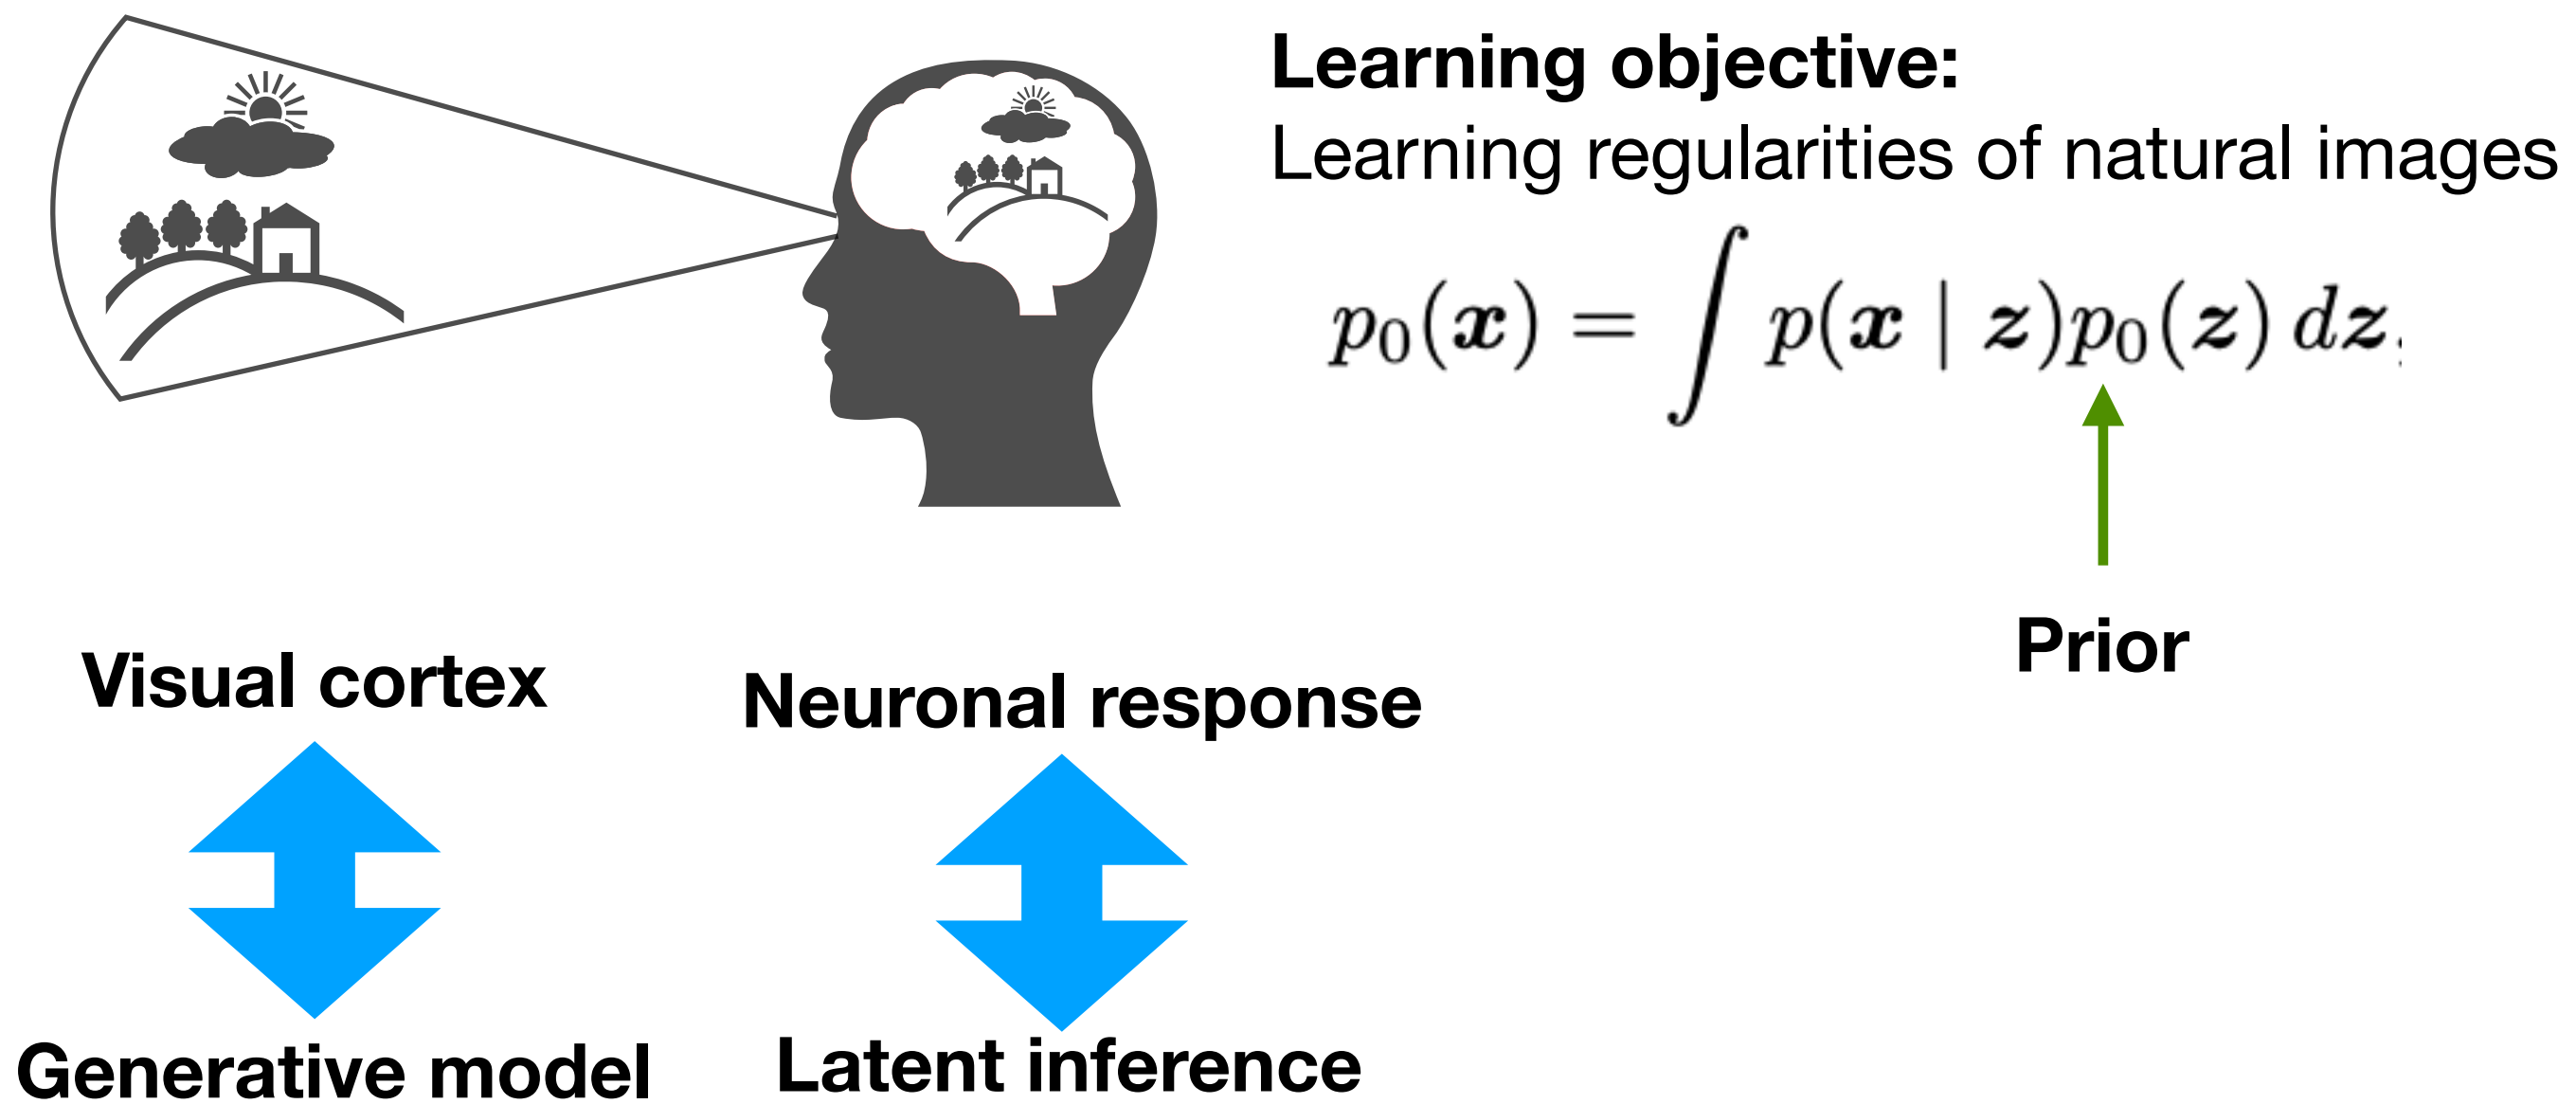 Learning objective:
Learning regularities of natural images
p₀(𝒙) = ∫ p(𝒙 | 𝒛)p₀(𝒛) d𝒛,
Prior
Visual cortex
Neuronal response
Generative model
Latent inference